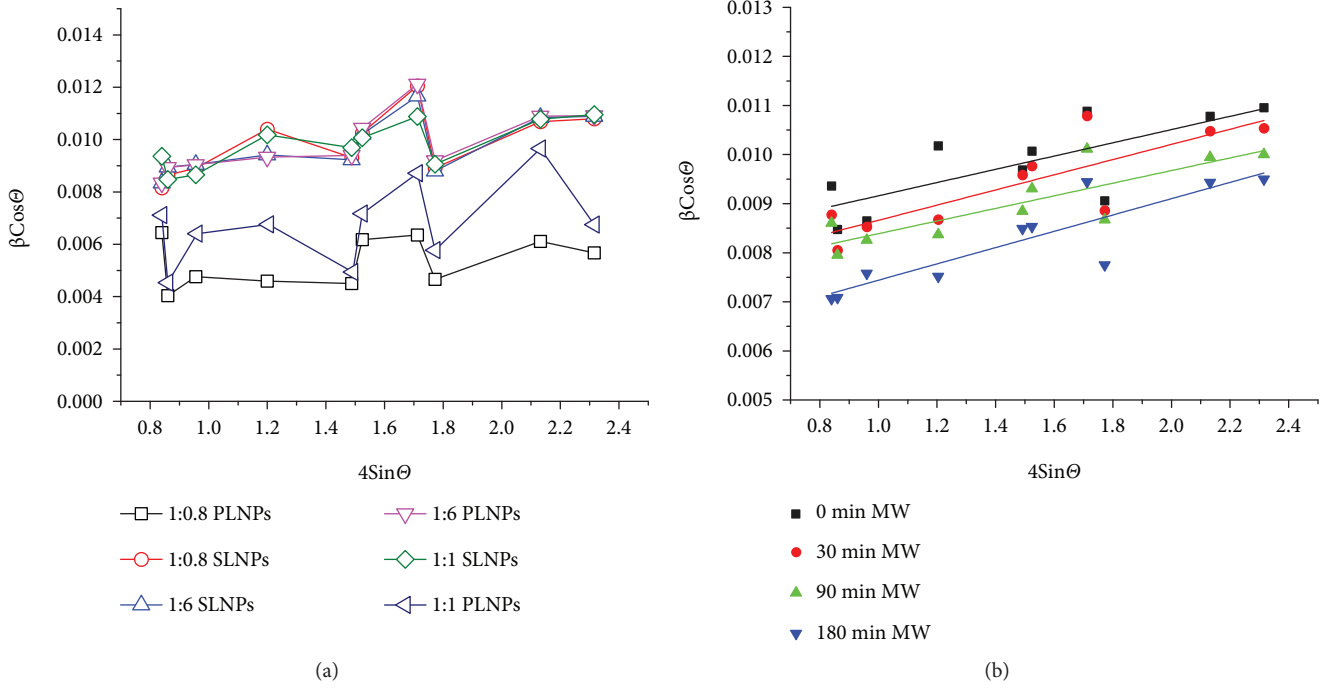 0.014
0.012
0.010
0.008
0.006
0.004
0.002
0.000
βCosΘ
0.8 1.0 1.2 1.4 1.6 1.8 2.0 2.2 2.4
4SinΘ
1:0.8 PLNPs
1:0.8 SLNPs
1:6 SLNPs
1:6 PLNPs
1:1 SLNPs
1:1 PLNPs
(a)
0.013
0.012
0.011
0.010
0.009
0.008
0.007
0.006
0.005
βCosΘ
0.8 1.0 1.2 1.4 1.6 1.8 2.0 2.2 2.4
4SinΘ
0 min MW
30 min MW
90 min MW
180 min MW
(b)